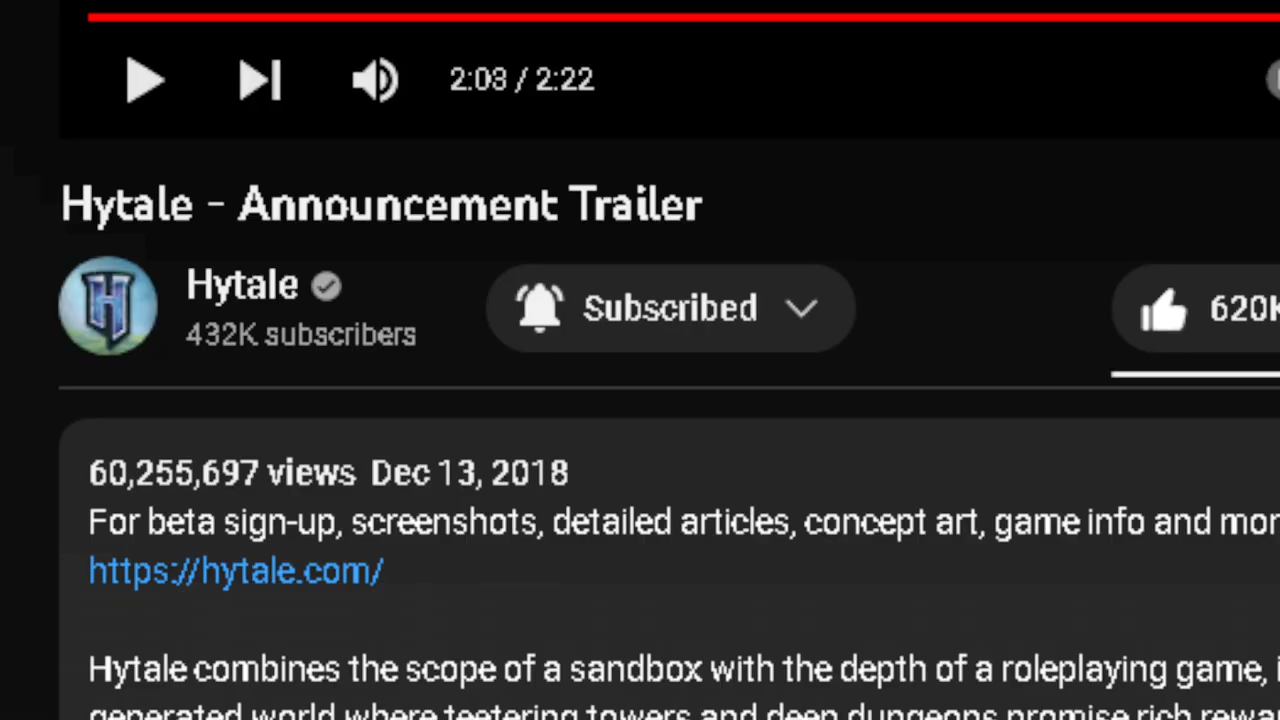 2:03 / 2:22
Hytale - Announcement Trailer
Hytale
432K subscribers
Subscribed
620K
60,255,697 views Dec 13, 2018
For beta sign-up, screenshots, detailed articles, concept art, game info and mor
https://hytale.com/
Hytale combines the scope of a sandbox with the depth of a roleplaying game, i
generated world where teetering towers and deep dungeons promise rich rewa